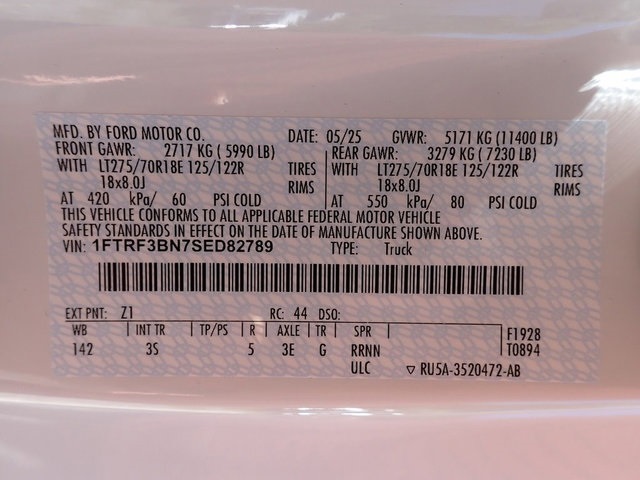 MFD. BY FORD MOTOR CO. DATE: 05/25 GVWR: 5171 KG (11400 LB)
FRONT GAWR: 2717 KG ( 5990 LB) REAR GAWR: 3279 KG ( 7230 LB)
WITH LT275/70R18E 125/122R TIRES WITH LT275/70R18E 125/122R TIRES
18x8.0J RIMS 18x8.0J RIMS
AT 420 kPa/ 60 PSI COLD AT 550 kPa/ 80 PSI COLD
THIS VEHICLE CONFORMS TO ALL APPLICABLE FEDERAL MOTOR VEHICLE
SAFETY STANDARDS IN EFFECT ON THE DATE OF MANUFACTURE SHOWN ABOVE.
VIN: 1FTRF3BN7SED82789 TYPE: Truck
EXT PNT: Z1 RC: 44 DSO:
WB INT TR TP/PS R AXLE TR SPR F1928
142 3S 5 3E G RRNN T0894
ULC ▽ RU5A-3520472-AB